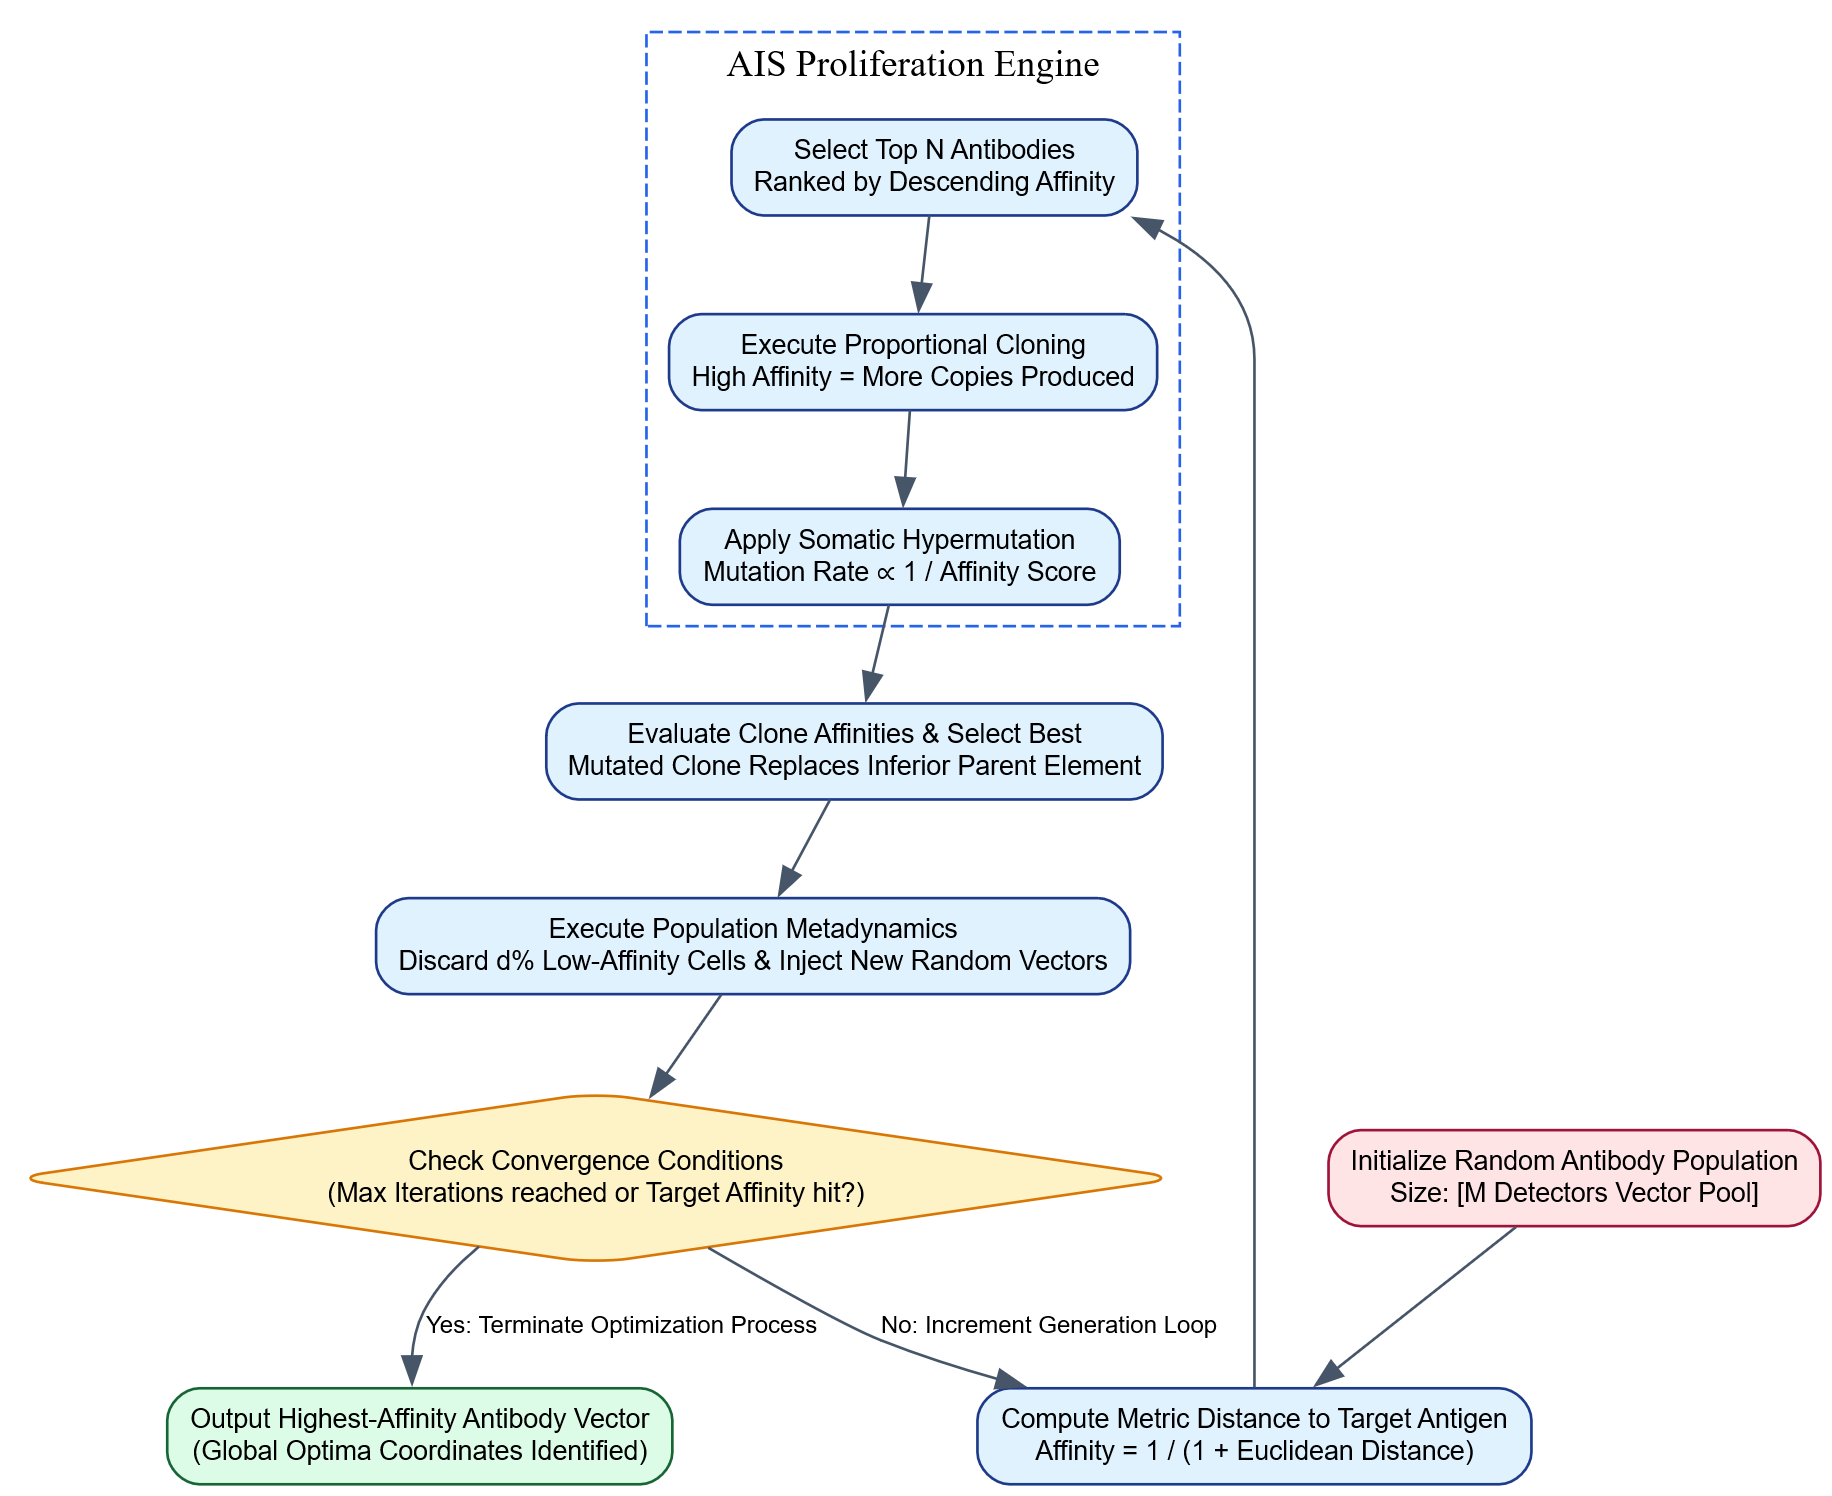 AIS Proliferation Engine
Select Top N Antibodies
Ranked by Descending Affinity
Execute Proportional Cloning
High Affinity = More Copies Produced
Apply Somatic Hypermutation
Mutation Rate ∝ 1 / Affinity Score
Evaluate Clone Affinities & Select Best
Mutated Clone Replaces Inferior Parent Element
Execute Population Metadynamics
Discard d% Low-Affinity Cells & Inject New Random Vectors
Check Convergence Conditions
(Max Iterations reached or Target Affinity hit?)
Initialize Random Antibody Population
Size: [M Detectors Vector Pool]
Yes: Terminate Optimization Process
No: Increment Generation Loop
Output Highest-Affinity Antibody Vector
(Global Optima Coordinates Identified)
Compute Metric Distance to Target Antigen
Affinity = 1 / (1 + Euclidean Distance)